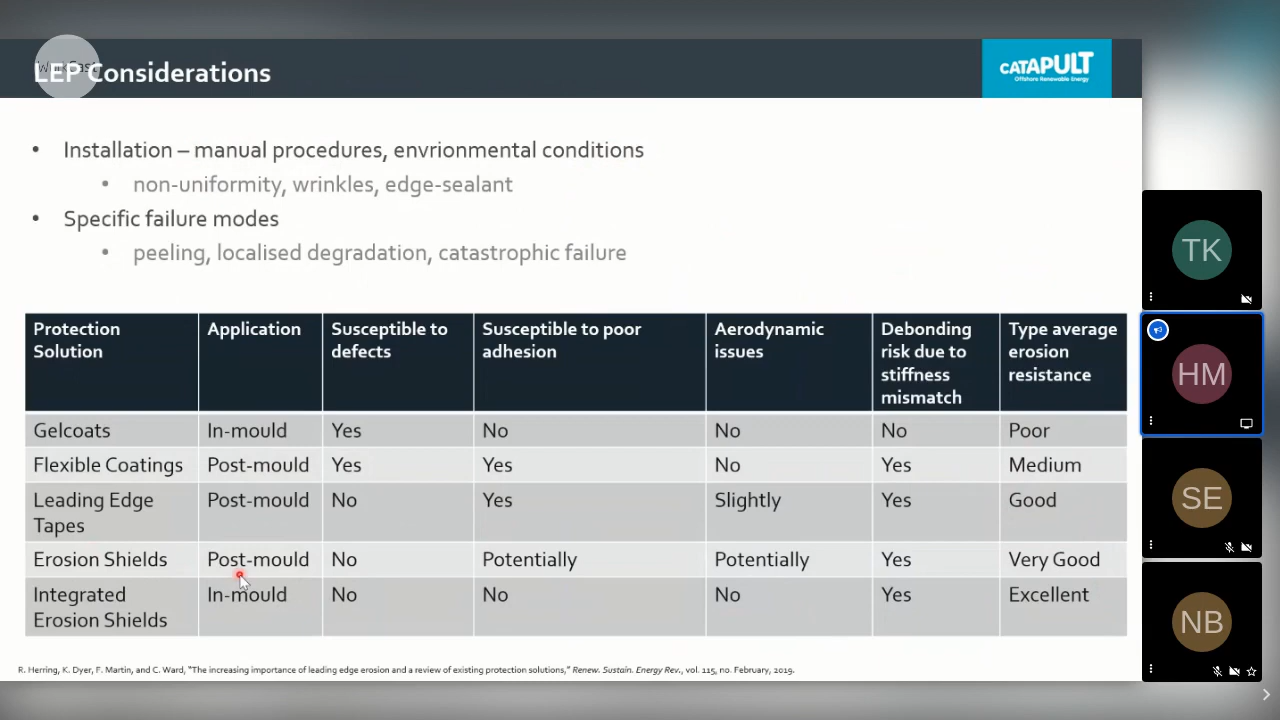 LEP Considerations
CATAPULT
Offshore Renewable Energy
• Installation – manual procedures, envrionmental conditions
• non-uniformity, wrinkles, edge-sealant
• Specific failure modes
• peeling, localised degradation, catastrophic failure
Protection Solution | Application | Susceptible to defects | Susceptible to poor adhesion | Aerodynamic issues | Debonding risk due to stiffness mismatch | Type average erosion resistance
Gelcoats | In-mould | Yes | No | No | No | Poor
Flexible Coatings | Post-mould | Yes | Yes | No | Yes | Medium
Leading Edge Tapes | Post-mould | No | Yes | Slightly | Yes | Good
Erosion Shields | Post-mould | No | Potentially | Potentially | Yes | Very Good
Integrated Erosion Shields | In-mould | No | No | No | Yes | Excellent
R. Herring, K. Dyer, F. Martin, and C. Ward, "The increasing importance of leading edge erosion and a review of existing protection solutions," Renew. Sustain. Energy Rev., vol. 115, no. February, 2019.
TK
HM
SE
NB